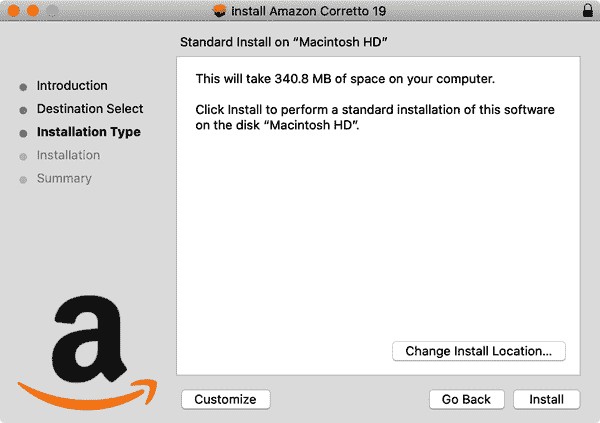 Install Amazon Corretto 19
Standard Install on “Macintosh HD”
Introduction
Destination Select
Installation Type
Installation
Summary
This will take 340.8 MB of space on your computer.
Click Install to perform a standard installation of this software
on the disk “Macintosh HD”.
Change Install Location...
a
Customize
Go Back
Install